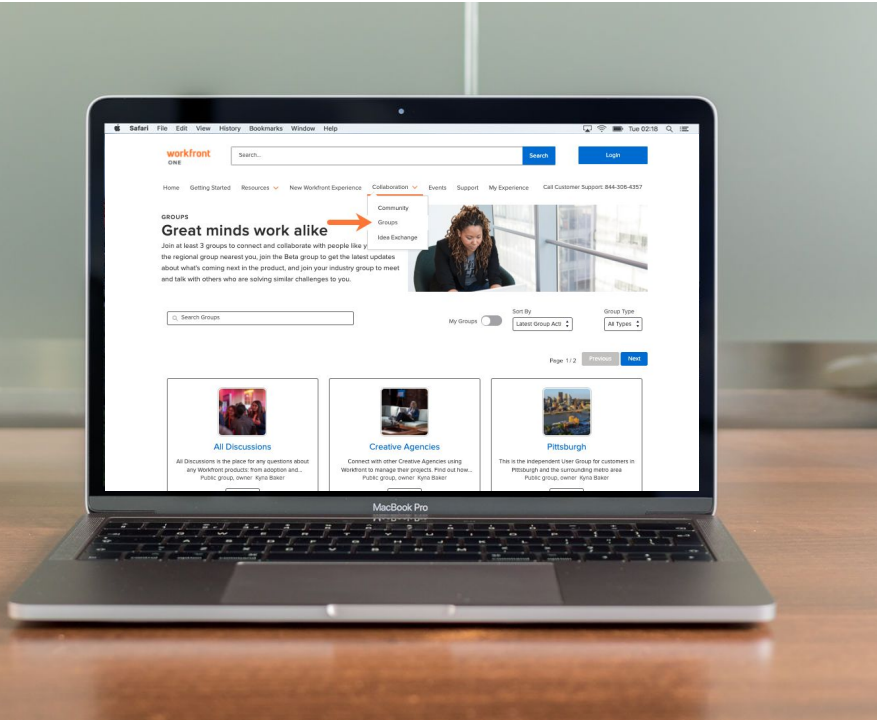 Safari File Edit View History Bookmarks Window Help
Tue 02:18
workfront
ONE
Search...
Search
Login
Home Getting Started Resources New Workfront Experience Collaboration Events Support My Experience Call Customer Support 844-306-4357
Community
Groups
Idea Exchange
GROUPS
Great minds work alike
Join at least 3 groups to connect and collaborate with people like
the regional group nearest you, join the Beta group to get the latest updates
about what's coming next in the product, and join your industry group to meet
and talk with others who are solving similar challenges to you.
Search Groups
My Groups
Sort By
Latest Group Acti
Group Type
All Types
Page 1/2
Previous
Next
All Discussions
All Discussions is the place for any questions about
any Workfront products: from adoption and...
Public group, owner Kyna Baker
Creative Agencies
Connect with other Creative Agencies using
Workfront to manage their projects. Find out how...
Public group, owner Kyna Baker
Pittsburgh
This is the independent User Group for customers in
Pittsburgh and the surrounding metro area
Public group, owner Kyna Baker
MacBook Pro